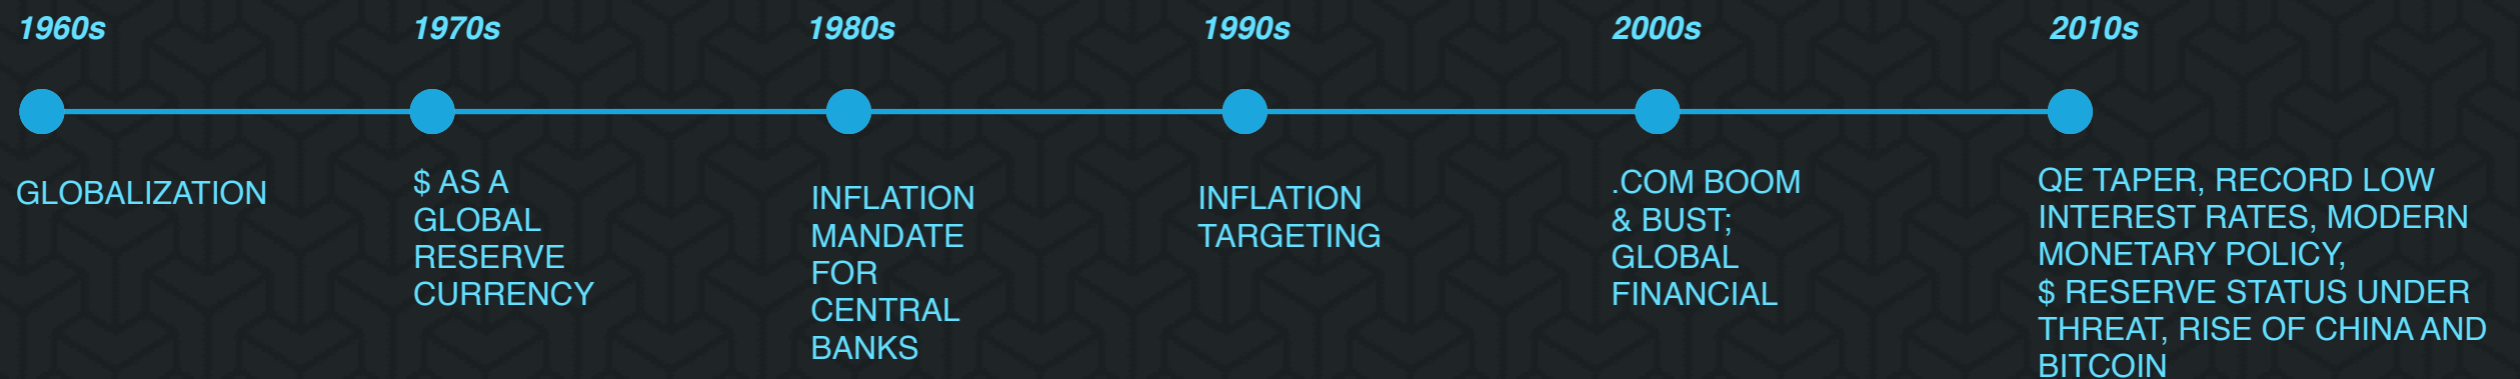 1960s
1970s
1980s
1990s
2000s
2010s
GLOBALIZATION
$ AS A
GLOBAL
RESERVE
CURRENCY
INFLATION
MANDATE
FOR
CENTRAL
BANKS
INFLATION
TARGETING
.COM BOOM
& BUST;
GLOBAL
FINANCIAL
QE TAPER, RECORD LOW
INTEREST RATES, MODERN
MONETARY POLICY,
$ RESERVE STATUS UNDER
THREAT, RISE OF CHINA AND
BITCOIN